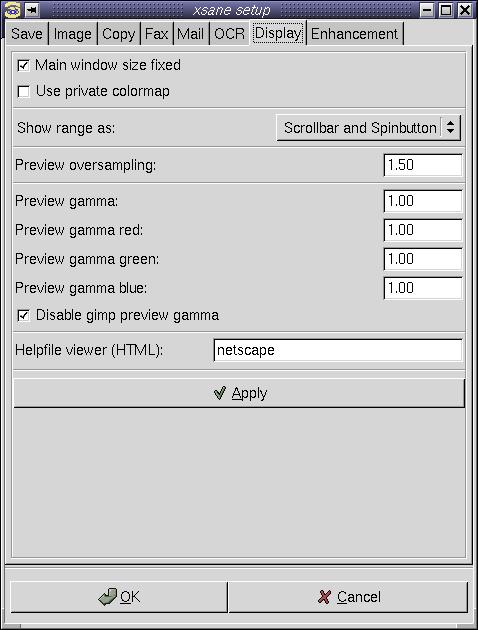 xsane setup
Save Image Copy Fax Mail OCR Display Enhancement
Main window size fixed
Use private colormap
Show range as: Scrollbar and Spinbutton
Preview oversampling: 1.50
Preview gamma: 1.00
Preview gamma red: 1.00
Preview gamma green: 1.00
Preview gamma blue: 1.00
Disable gimp preview gamma
Helpfile viewer (HTML): netscape
Apply
OK Cancel